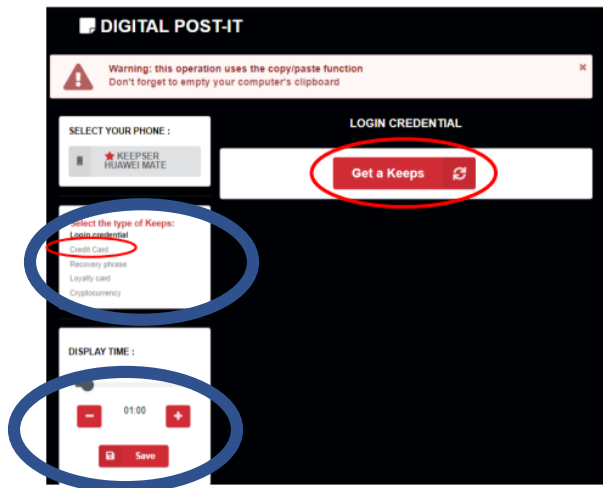 DIGITAL POST-IT
Warning: this operation uses the copy/paste function
Don't forget to empty your computer's clipboard
×
SELECT YOUR PHONE :
KEEPSER
HUAWEI MATE
LOGIN CREDENTIAL
Get a Keeps
Select the type of Keeps:
Login credential
Credit Card
Recovery phrase
Loyalty card
Cryptocurrency
DISPLAY TIME :
− 01:00 +
Save